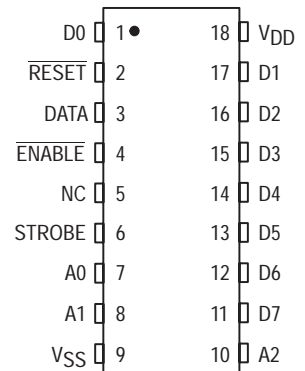 D0 1 18 VDD
RESET 2 17 D1
DATA 3 16 D2
ENABLE 4 15 D3
NC 5 14 D4
STROBE 6 13 D5
A0 7 12 D6
A1 8 11 D7
VSS 9 10 A2